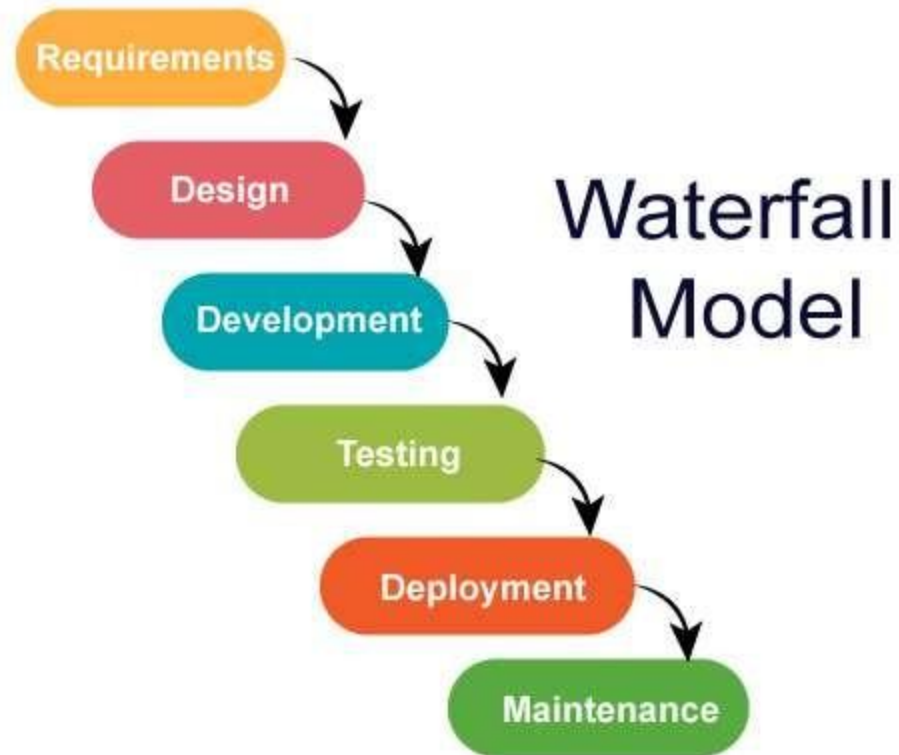 Requirements
Design
Waterfall
Model
Development
Testing
Deployment
Maintenance